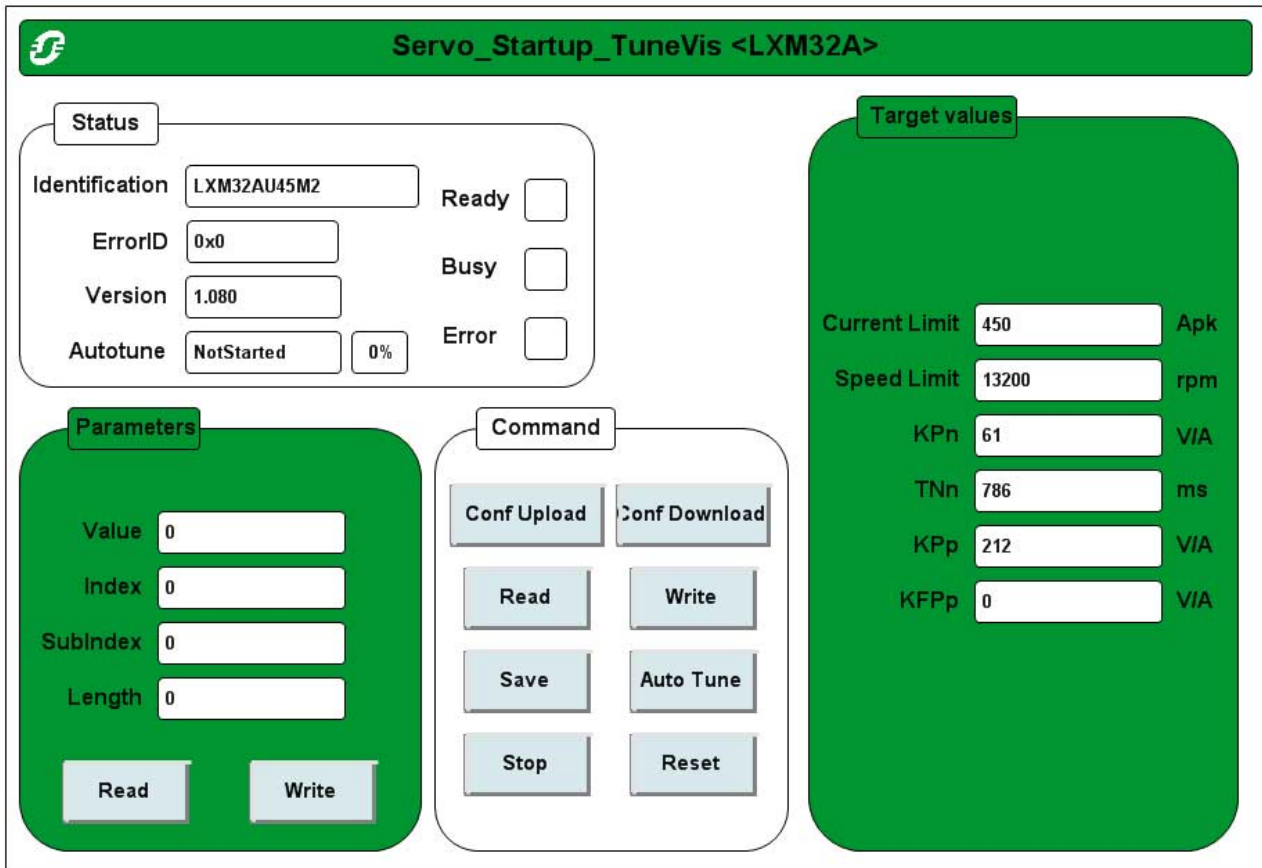 Servo_Startup_TuneVis <LXM32A>
Status
Identification LXM32AU45M2
ErrorID 0x0
Version 1.080
Autotune NotStarted 0%
Ready
Busy
Error
Parameters
Value 0
Index 0
SubIndex 0
Length 0
Read Write
Command
Conf Upload Conf Download
Read Write
Save Auto Tune
Stop Reset
Target values
Current Limit 450 Apk
Speed Limit 13200 rpm
KPn 61 V/A
TNn 786 ms
KPp 212 V/A
KFPp 0 V/A